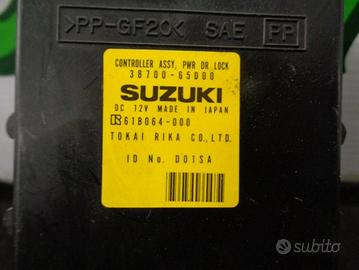 >PP-GF20< SAE PP
CONTROLLER ASSY, PWR DR LOCK
38700-65D00
SUZUKI
DC 12V MADE IN JAPAN
R 61B064-000
TOKAI RIKA CO., LTD.
ID No. D01SA
subito